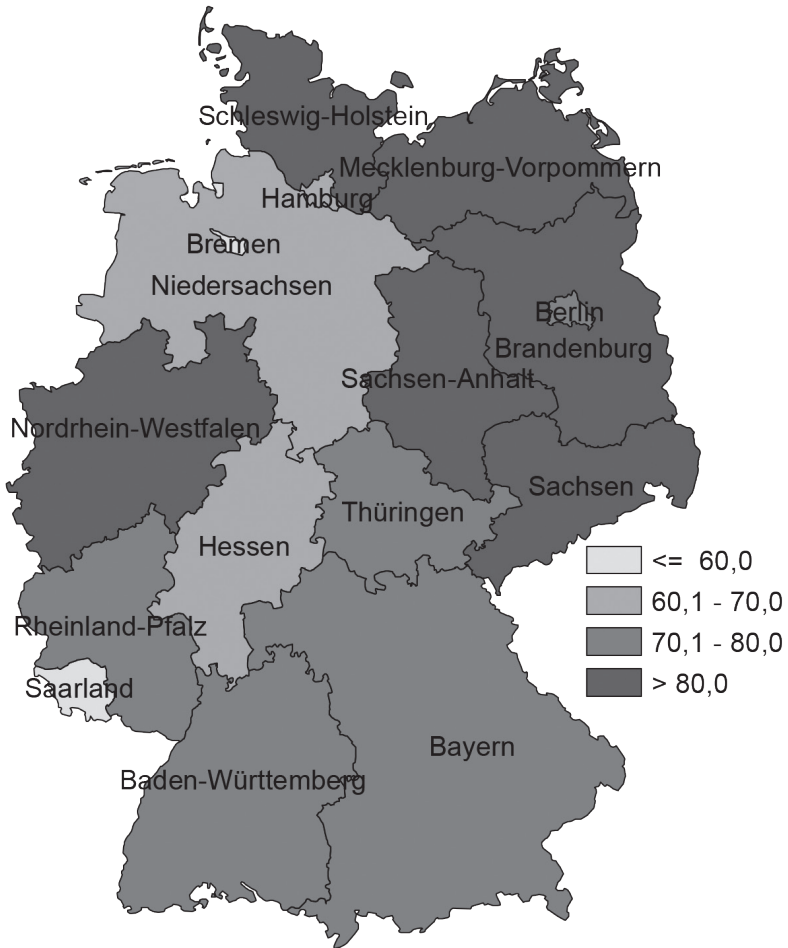 Schleswig-Holstein
Mecklenburg-Vorpommern
Hamburg
Bremen
Niedersachsen
Berlin
Brandenburg
Sachsen-Anhalt
Nordrhein-Westfalen
Sachsen
Thüringen
Hessen
<= 60,0
60,1 - 70,0
70,1 - 80,0
> 80,0
Rheinland-Pfalz
Saarland
Bayern
Baden-Württemberg